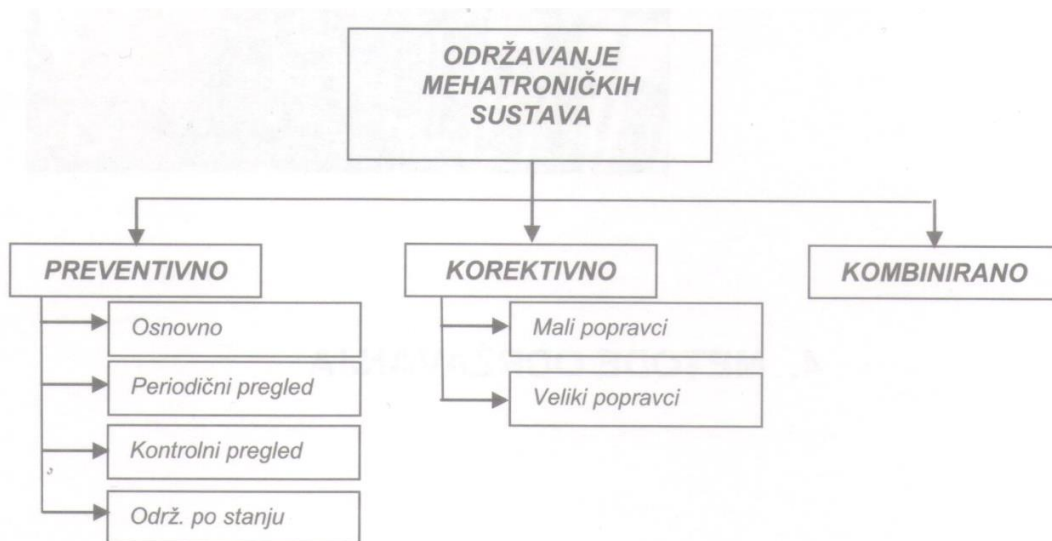 ODRŽAVANJE
MEHATRONIČKIH
SUSTAVA
PREVENTIVNO
KOREKTIVNO
KOMBINIRANO
Osnovno
Periodični pregled
Kontrolni pregled
Održ. po stanju
Mali popravci
Veliki popravci